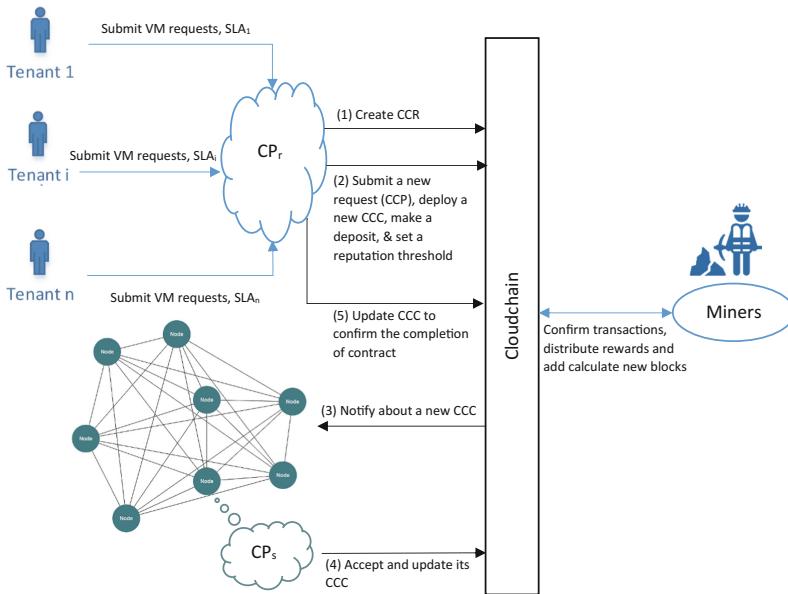 Submit VM requests, SLA1
Tenant 1
(1) Create CCR
Submit VM requests, SLAi
CPr
Tenant i
(2) Submit a new
request (CCP), deploy a
new CCC, make a
deposit, & set a
reputation threshold
Tenant n
Submit VM requests, SLAn
(5) Update CCC to
confirm the completion
of contract
Cloudchain
Miners
Confirm transactions,
distribute rewards and
add calculate new blocks
Node
Node
Node
Node
Node
Node
Node
Node
(3) Notify about a new CCC
CPs
(4) Accept and update its
CCC